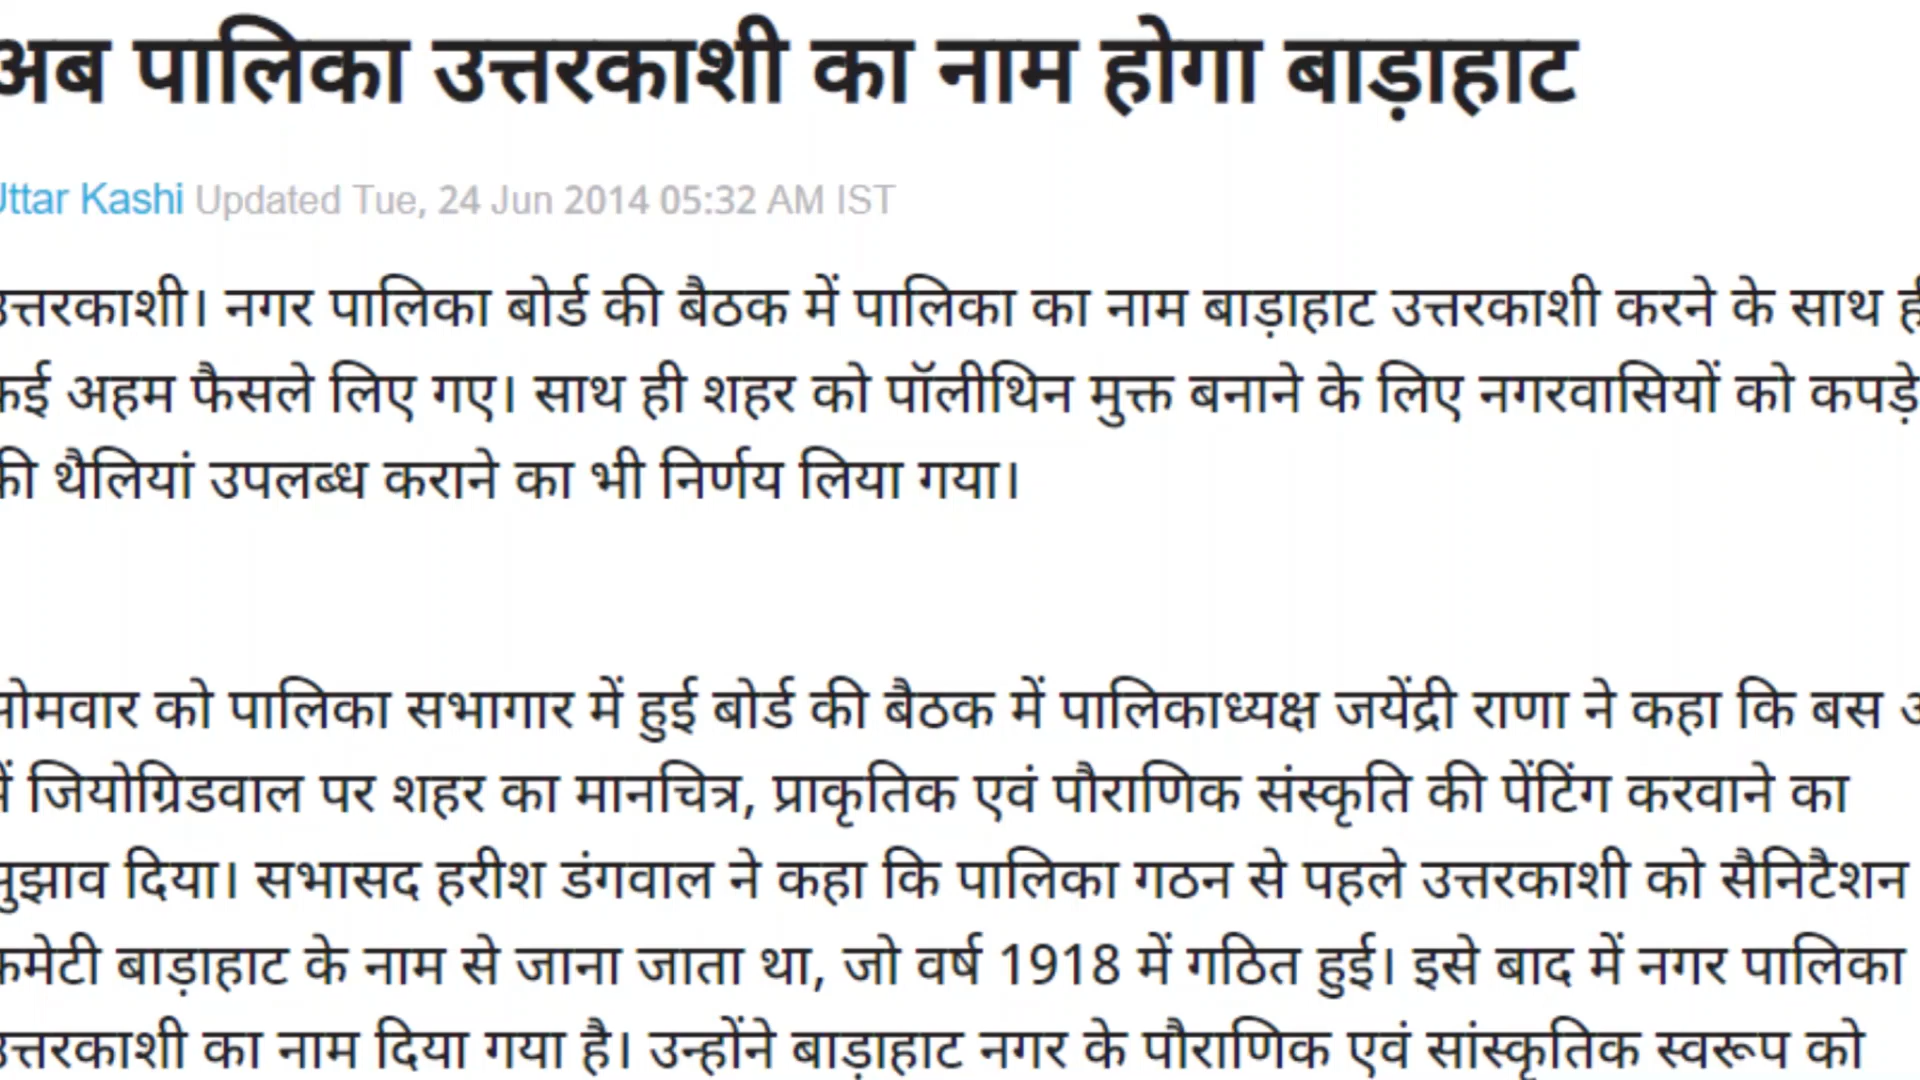 अब पालिका उत्तरकाशी का नाम होगा बाड़ाहाट
Uttar Kashi Updated Tue, 24 Jun 2014 05:32 AM IST
उत्तरकाशी। नगर पालिका बोर्ड की बैठक में पालिका का नाम बाड़ाहाट उत्तरकाशी करने के साथ ही
कई अहम फैसले लिए गए। साथ ही शहर को पॉलीथिन मुक्त बनाने के लिए नगरवासियों को कपड़े
की थैलियां उपलब्ध कराने का भी निर्णय लिया गया।
सोमवार को पालिका सभागार में हुई बोर्ड की बैठक में पालिकाध्यक्ष जयेंद्री राणा ने कहा कि बस
में जियोग्रिडवाल पर शहर का मानचित्र, प्राकृतिक एवं पौराणिक संस्कृति की पेंटिंग करवाने का
सुझाव दिया। सभासद हरीश डंगवाल ने कहा कि पालिका गठन से पहले उत्तरकाशी को सैनिटैशन
कमेटी बाड़ाहाट के नाम से जाना जाता था, जो वर्ष 1918 में गठित हुई। इसे बाद में नगर पालिका
उत्तरकाशी का नाम दिया गया है। उन्होंने बाड़ाहाट नगर के पौराणिक एवं सांस्कृतिक स्वरूप को